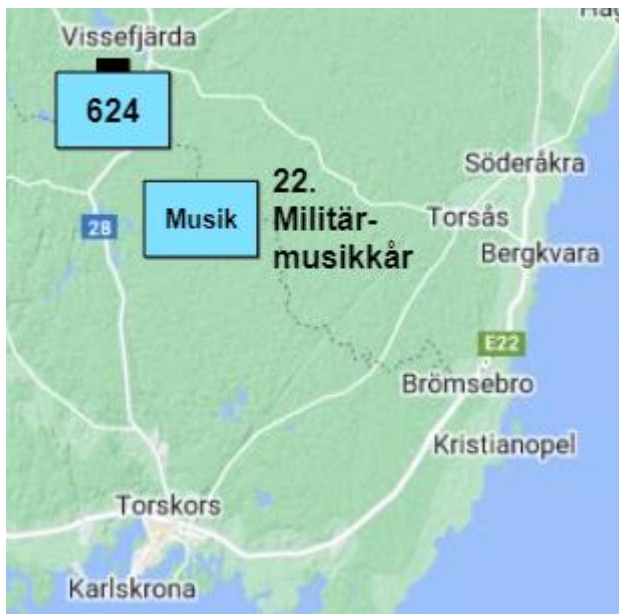 Vissefjärda
624
Söderåkra
22.
Militär-
musikkår
Musik
28
Torsås
Bergkvara
E22
Brömsebro
Kristianopel
Torskors
Karlskrona